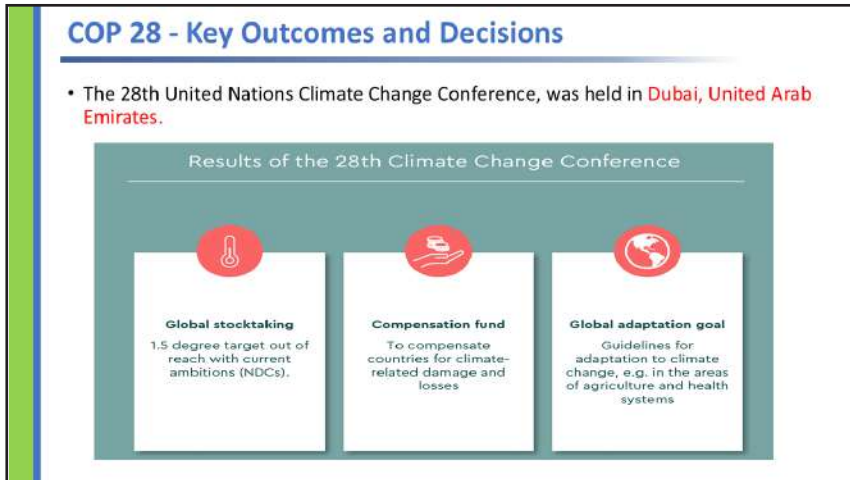 COP 28 - Key Outcomes and Decisions
• The 28th United Nations Climate Change Conference, was held in Dubai, United Arab
Emirates.
Results of the 28th Climate Change Conference
Global stocktaking
1.5 degree target out of
reach with current
ambitions (NDCs).
Compensation fund
To compensate
countries for climate-
related damage and
losses
Global adaptation goal
Guidelines for
adaptation to climate
change, e.g. in the areas
of agriculture and health
systems